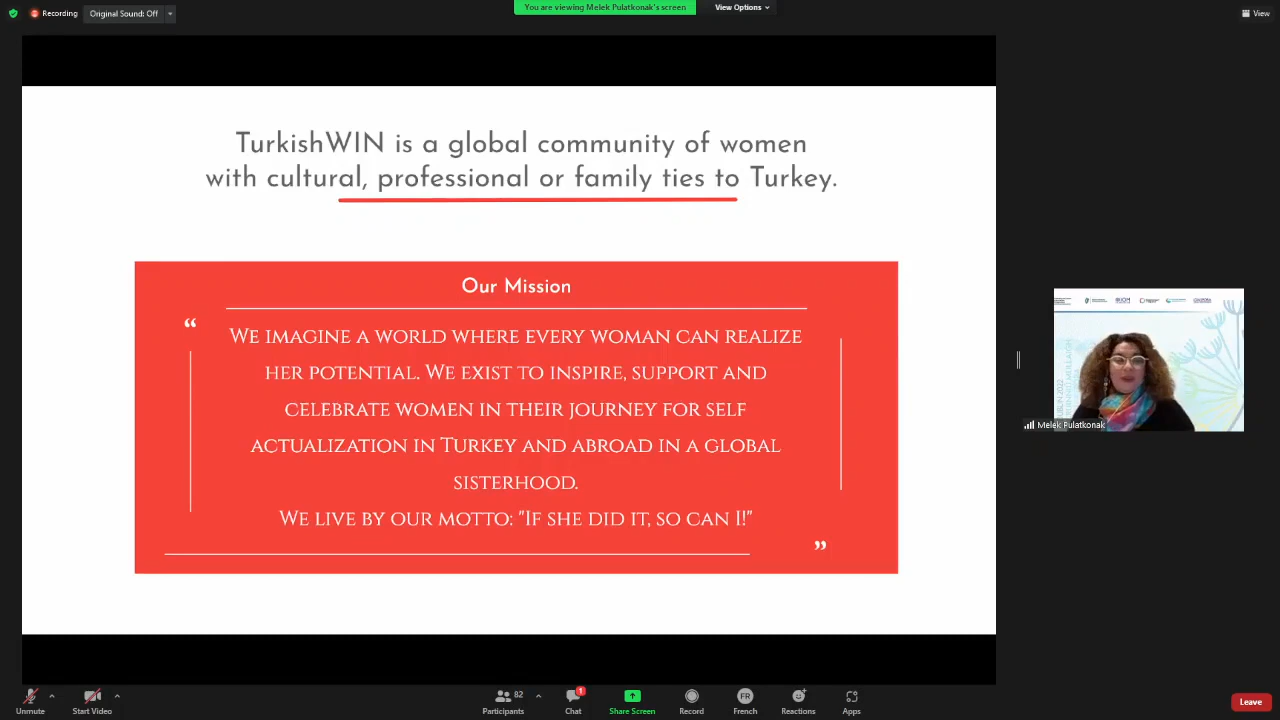 Recording
Original Sound: Off
You are viewing Melek Pulatkonak's screen
View Options
View
TurkishWIN is a global community of women
with cultural, professional or family ties to Turkey.
Our Mission
“
We imagine a world where every woman can realize
her potential. We exist to inspire, support and
celebrate women in their journey for self
actualization in Turkey and abroad in a global
sisterhood.
We live by our motto: "If she did it, so can I!"
”
IOM
Melek Pulatkonak
Unmute
Start Video
82
Participants
1
Chat
Share Screen
Record
FR
French
Reactions
Apps
Leave